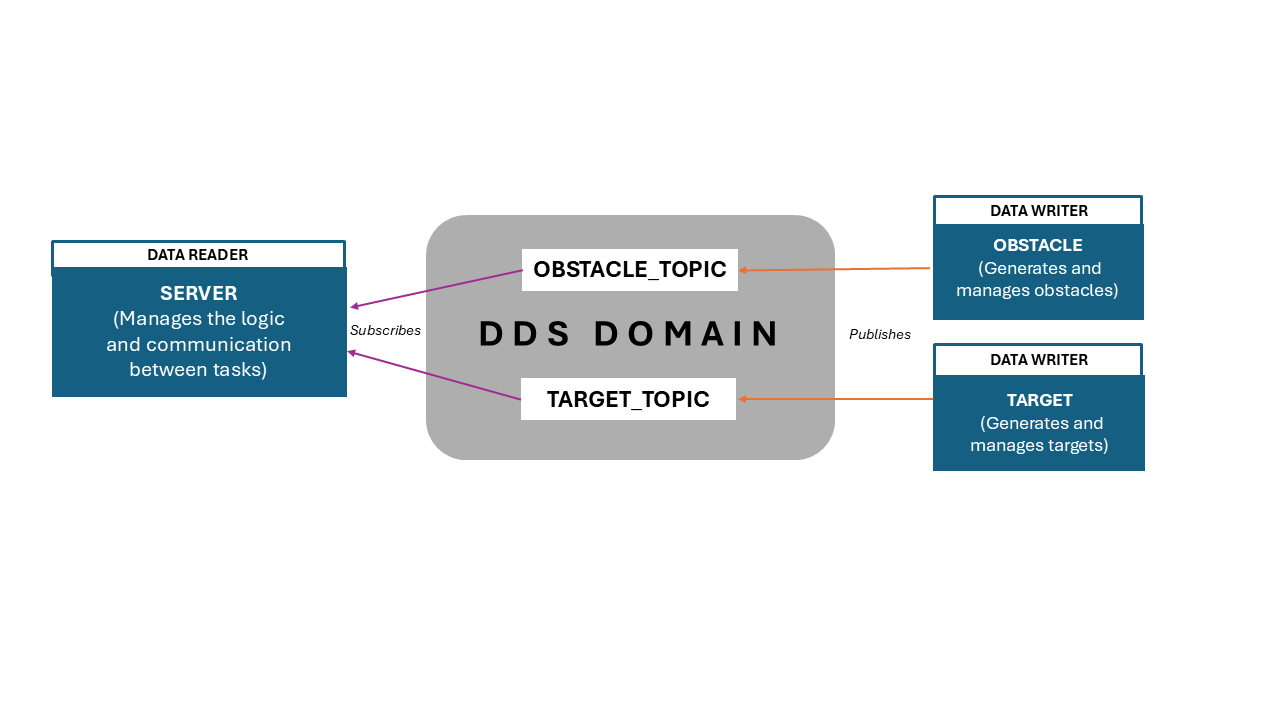 DATA READER
SERVER
(Manages the logic
and communication
between tasks)
Subscribes
OBSTACLE_TOPIC
DDS DOMAIN
TARGET_TOPIC
Publishes
DATA WRITER
OBSTACLE
(Generates and
manages obstacles)
DATA WRITER
TARGET
(Generates and
manages targets)